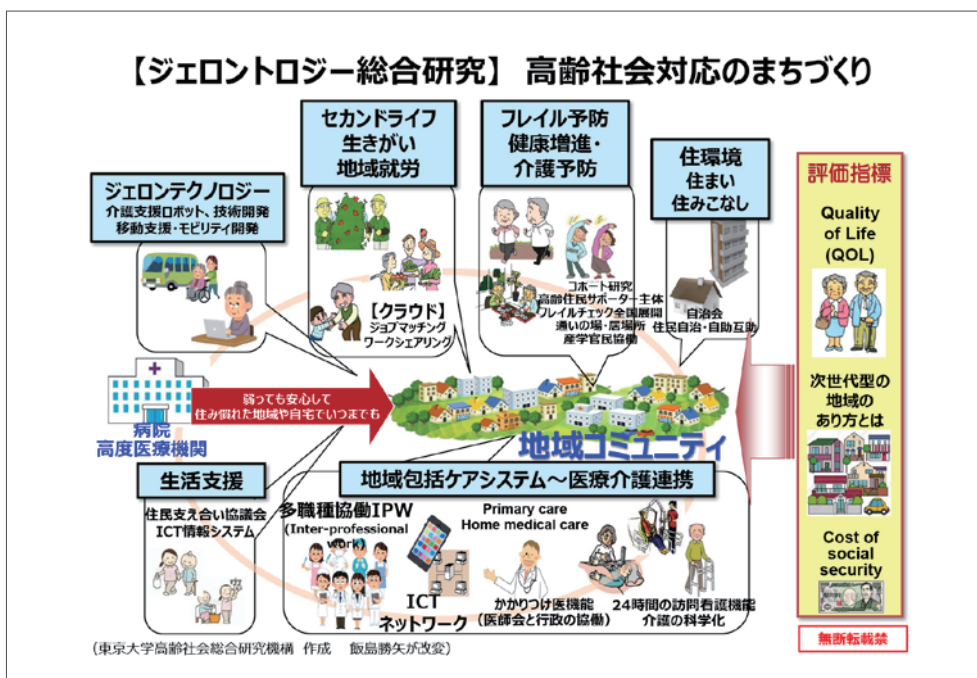 【ジェロントロジー総合研究】 高齢社会対応のまちづくり
ジェロンテクノロジー
介護支援ロボット、技術開発
移動支援・モビリティ開発
セカンドライフ
生きがい
地域就労
【クラウド】
ジョブマッチング
ワークシェアリング
フレイル予防
健康増進・
介護予防
コホート研究
高齢住民サポーター主体
フレイルチェック全国展開
通いの場・居場所
産学官民協働
住環境
住まい
住みこなし
自治会
住民自治・自助互助
評価指標
Quality
of Life
(QOL)
次世代型の
地域の
あり方とは
Cost of
social
security
病院
高度医療機関
弱っても安心して
住み慣れた地域や自宅でいつまでも
地域コミュニティ
生活支援
住民支え合い協議会
ICT情報システム
地域包括ケアシステム～医療介護連携
多職種協働IPW
(Inter-professional
work)
ICT
ネットワーク
Primary care
Home medical care
かかりつけ医機能
(医師会と行政の協働)
24時間の訪問看護機能
介護の科学化
(東京大学高齢社会総合研究機構 作成 飯島勝矢が改変)
無断転載禁